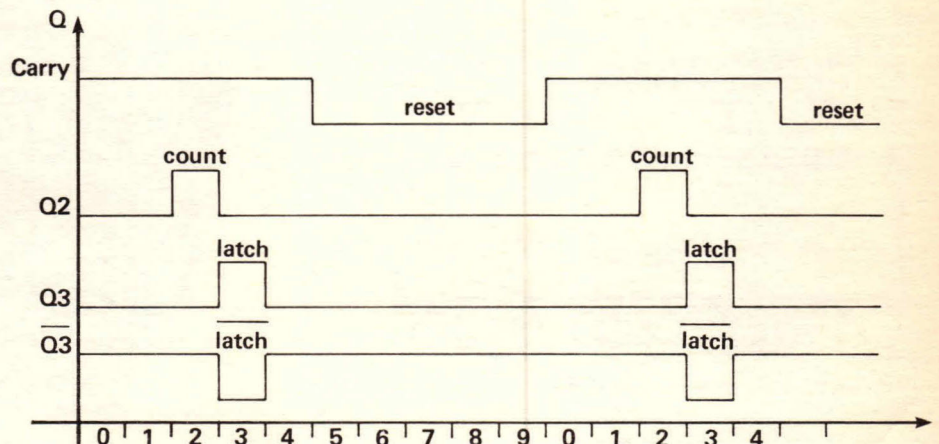 Q
Carry
reset
reset
count
count
Q2
latch
latch
Q3
latch
latch
Q3
0 1 2 3 4 5 6 7 8 9 0 1 2 3 4